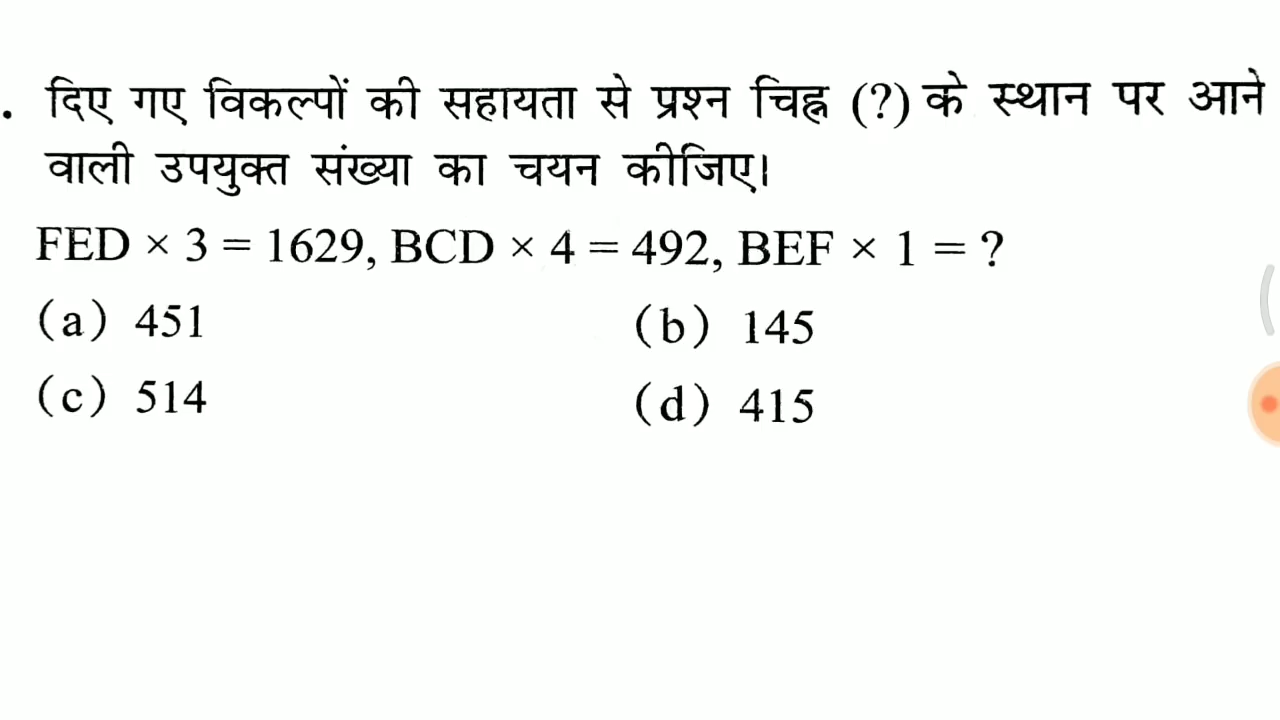 . दिए गए विकल्पों की सहायता से प्रश्न चिह्न (?) के स्थान पर आने
वाली उपयुक्त संख्या का चयन कीजिए।
FED × 3 = 1629, BCD × 4 = 492, BEF × 1 = ?
(a) 451 (b) 145
(c) 514 (d) 415